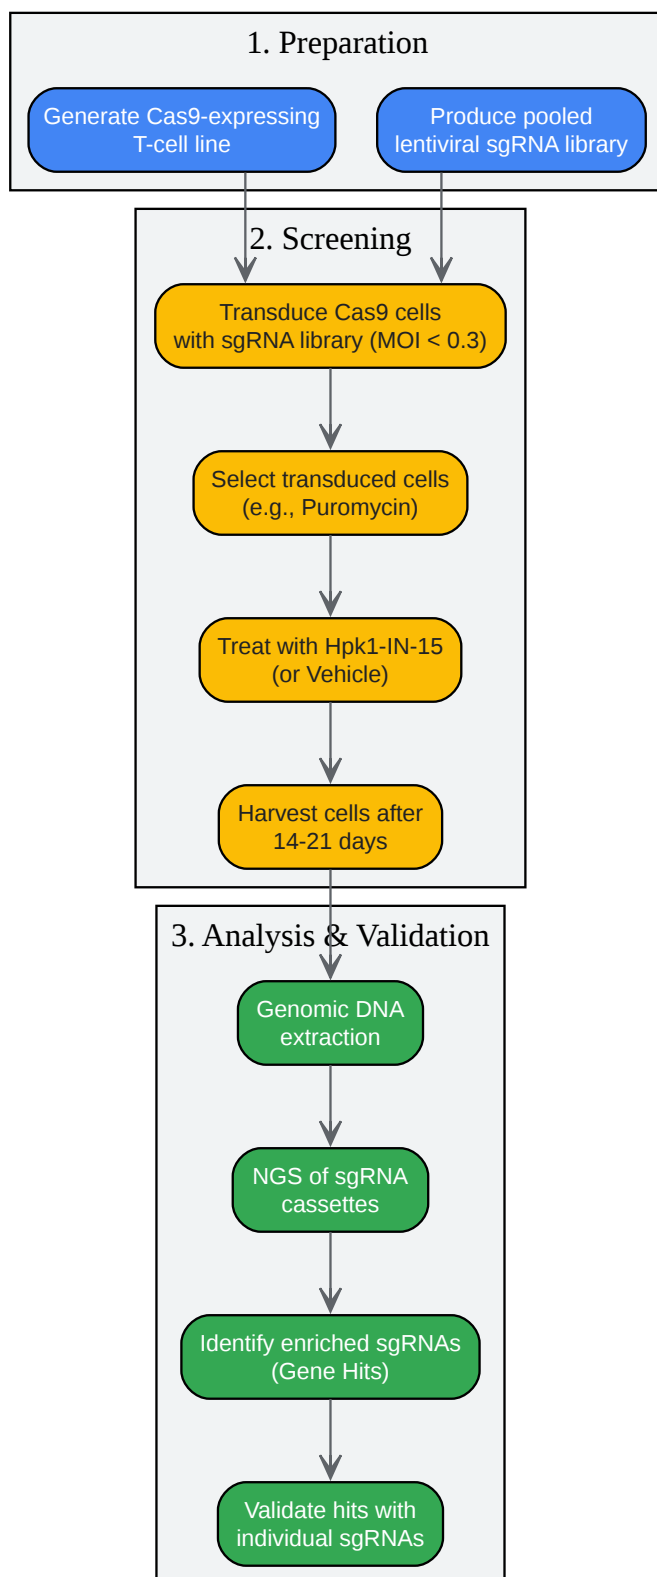 1. Preparation
Generate Cas9-expressing
T-cell line
Produce pooled
lentiviral sgRNA library
2. Screening
Transduce Cas9 cells
with sgRNA library (MOI < 0.3)
Select transduced cells
(e.g., Puromycin)
Treat with Hpk1-IN-15
(or Vehicle)
Harvest cells after
14-21 days
3. Analysis & Validation
Genomic DNA
extraction
NGS of sgRNA
cassettes
Identify enriched sgRNAs
(Gene Hits)
Validate hits with
individual sgRNAs